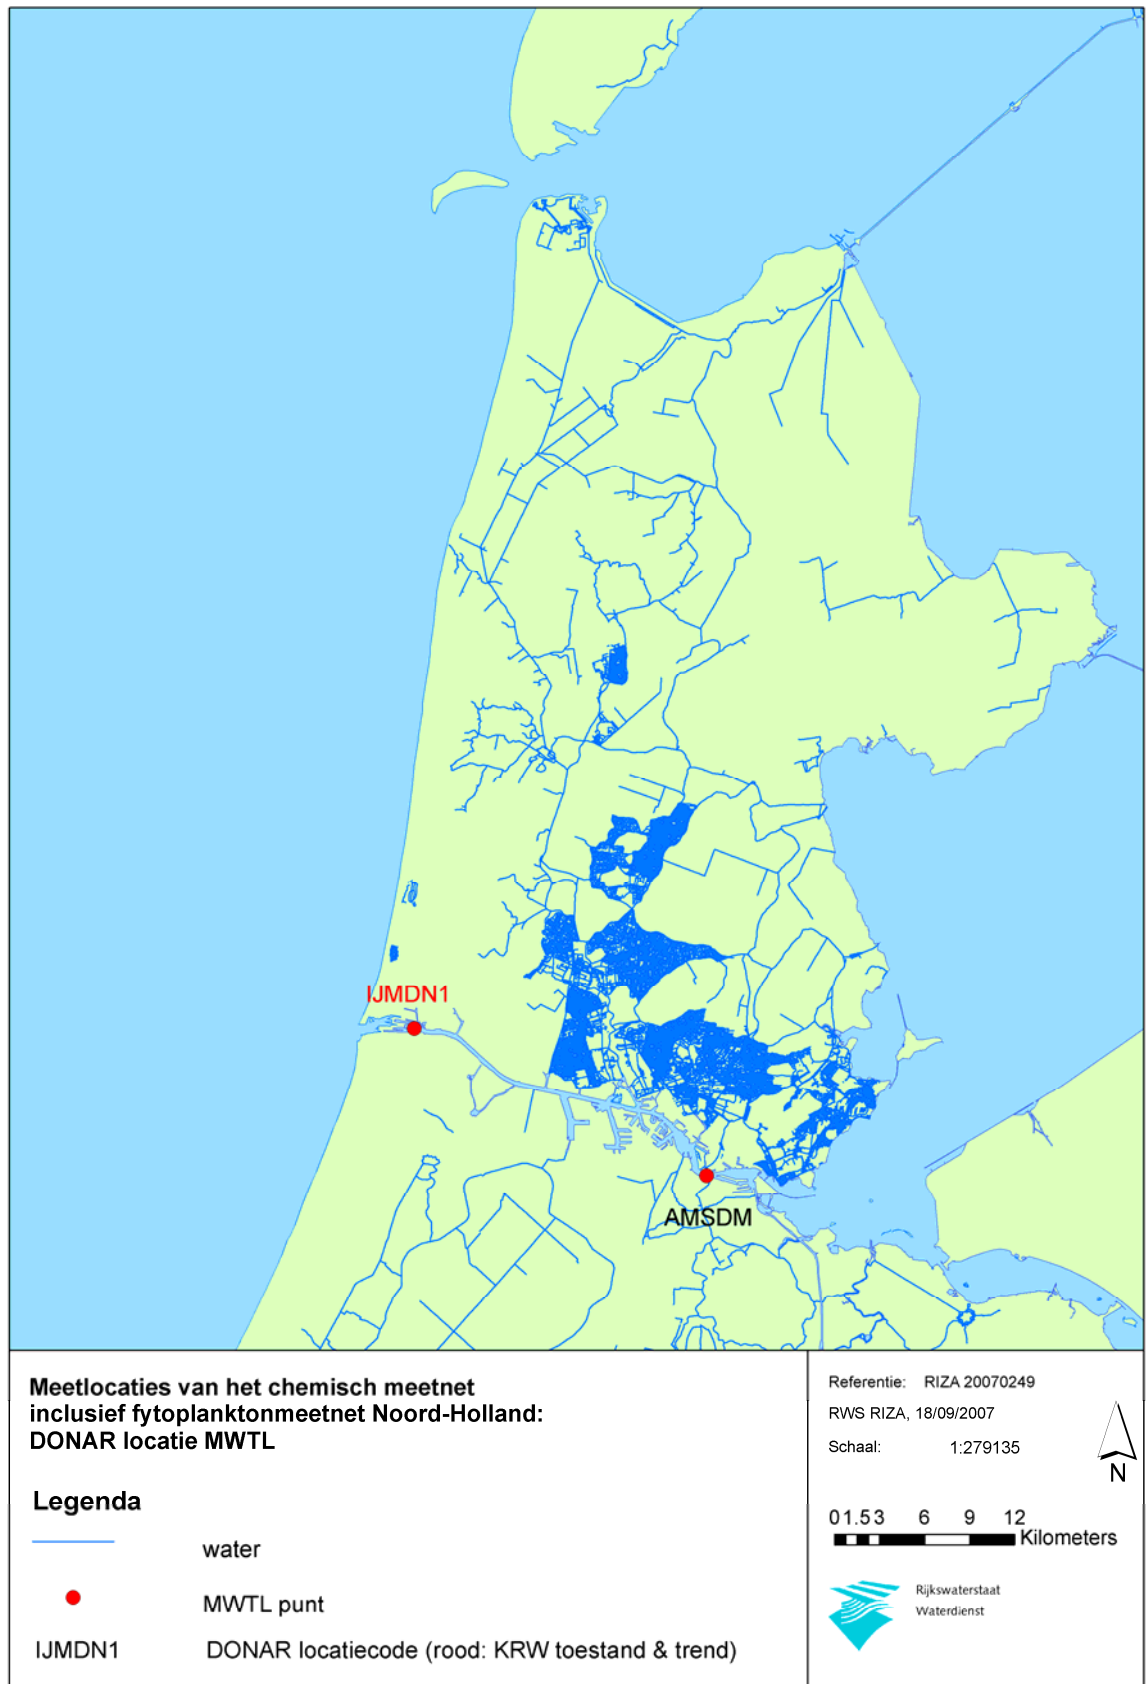 IJMDN1
AMSDM
Meetlocaties van het chemisch meetnet
inclusief fytoplanktonmeetnet Noord-Holland:
DONAR locatie MWTL
Legenda
water
MWTL punt
IJMDN1 DONAR locatiecode (rood: KRW toestand & trend)
Referentie: RIZA 20070249
RWS RIZA, 18/09/2007
Schaal: 1:279135
N
0 1.5 3 6 9 12
Kilometers
Rijkswaterstaat
Waterdienst